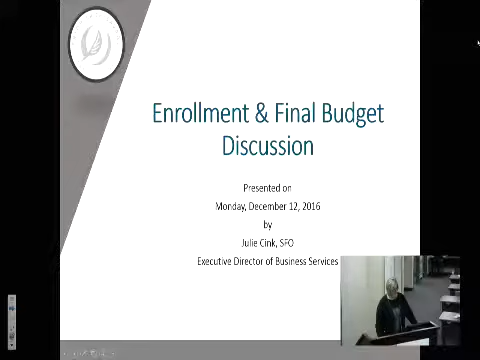 Enrollment & Final Budget
Discussion
Presented on
Monday, December 12, 2016
by
Julie Cink, SFO
Executive Director of Business Services